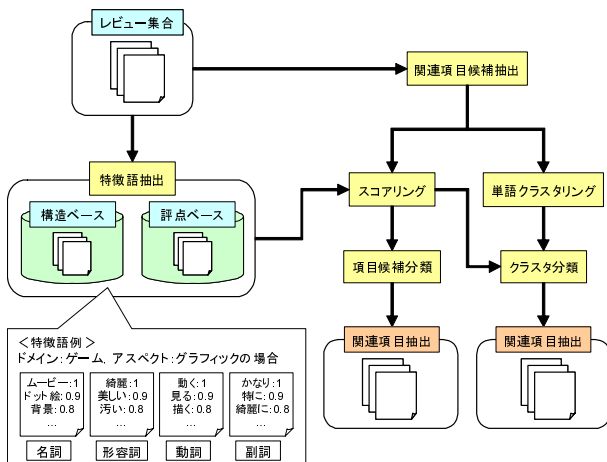 レビュー集合
関連項目候補抽出
特徴語抽出
構造ベース
評点ベース
スコアリング
単語クラスタリング
項目候補分類
クラスタ分類
関連項目抽出
関連項目抽出
＜特徴語例＞
ドメイン：ゲーム，アスペクト：グラフィックの場合
ムービー：1
ドット絵：0.9
背景：0.8
…
名詞
綺麗：1
美しい：0.9
汚い：0.8
…
形容詞
動く：1
見る：0.9
描く：0.8
…
動詞
かなり：1
特に：0.9
綺麗に：0.8
…
副詞